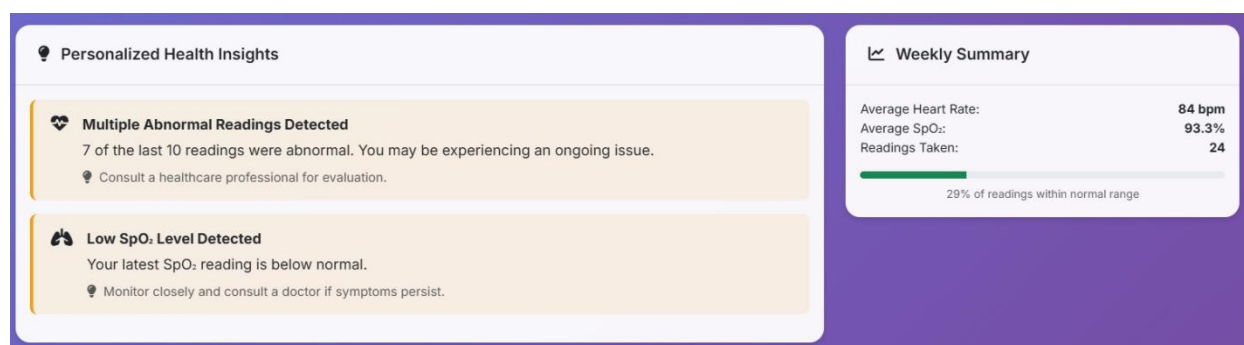 Personalized Health Insights
Multiple Abnormal Readings Detected
7 of the last 10 readings were abnormal. You may be experiencing an ongoing issue.
Consult a healthcare professional for evaluation.
Low SpO₂ Level Detected
Your latest SpO₂ reading is below normal.
Monitor closely and consult a doctor if symptoms persist.
Weekly Summary
Average Heart Rate: 84 bpm
Average SpO₂: 93.3%
Readings Taken: 24
29% of readings within normal range